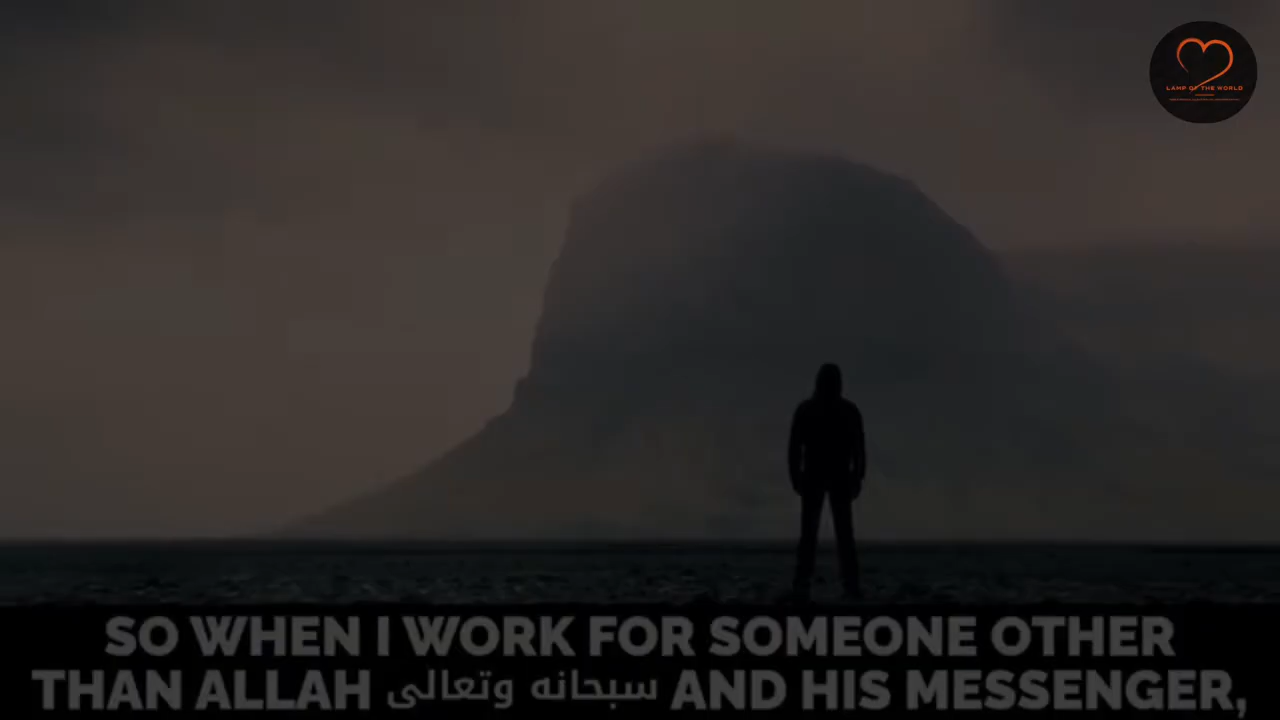 LAMP OF THE WORLD
SO WHEN I WORK FOR SOMEONE OTHER
THAN ALLAH سبحانه وتعالى AND HIS MESSENGER,